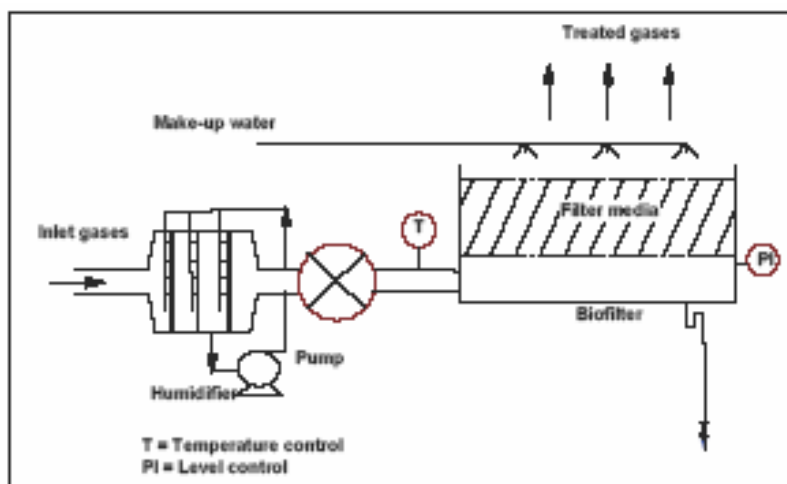 Treated gases
Make-up water
Inlet gases
T
Filter media
PI
Biofilter
Pump
Humidifier
T = Temperature control
PI = Level control